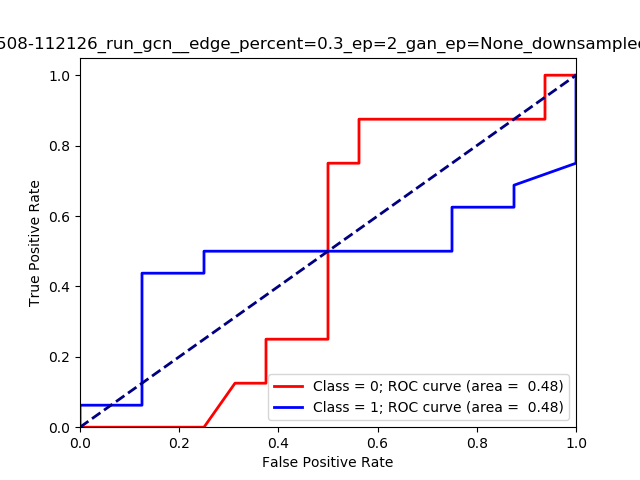 508-112126_run_gcn__edge_percent=0.3_ep=2_gan_ep=None_downsampled
1.0
0.8
0.6
0.4
0.2
0.0
True Positive Rate
Class = 0; ROC curve (area =  0.48)
Class = 1; ROC curve (area =  0.48)
0.0 0.2 0.4 0.6 0.8 1.0
False Positive Rate